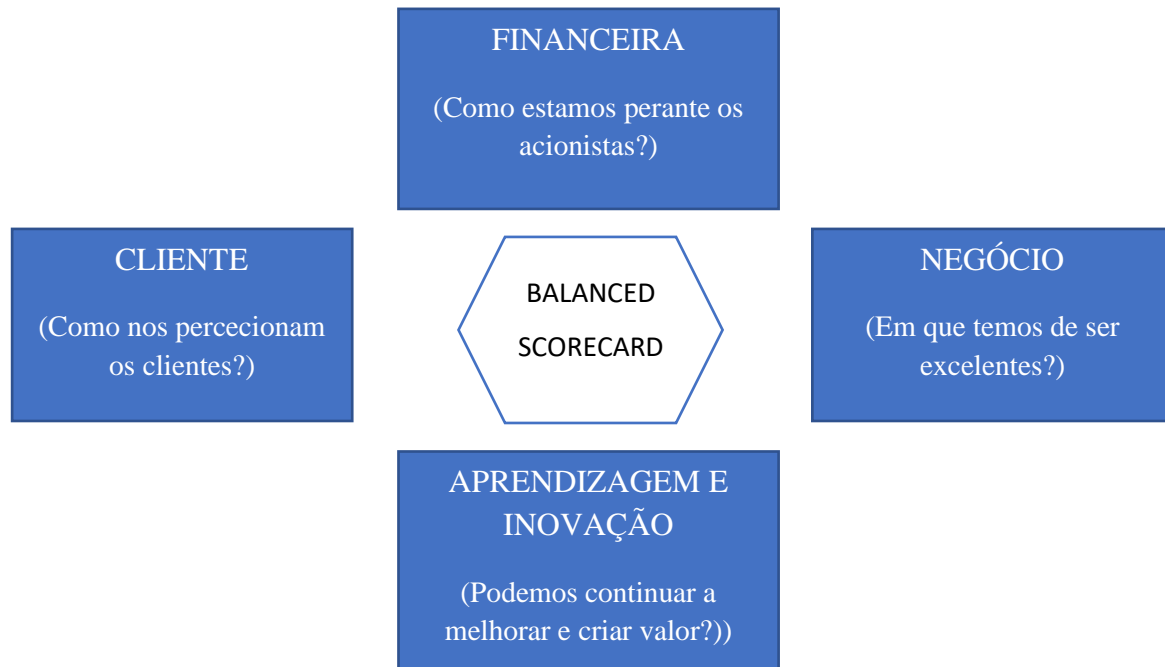 FINANCEIRA
(Como estamos perante os
acionistas?)
CLIENTE
(Como nos percecionam
os clientes?)
BALANCED
SCORECARD
NEGÓCIO
(Em que temos de ser
excelentes?)
APRENDIZAGEM E
INOVAÇÃO
(Podemos continuar a
melhorar e criar valor?))